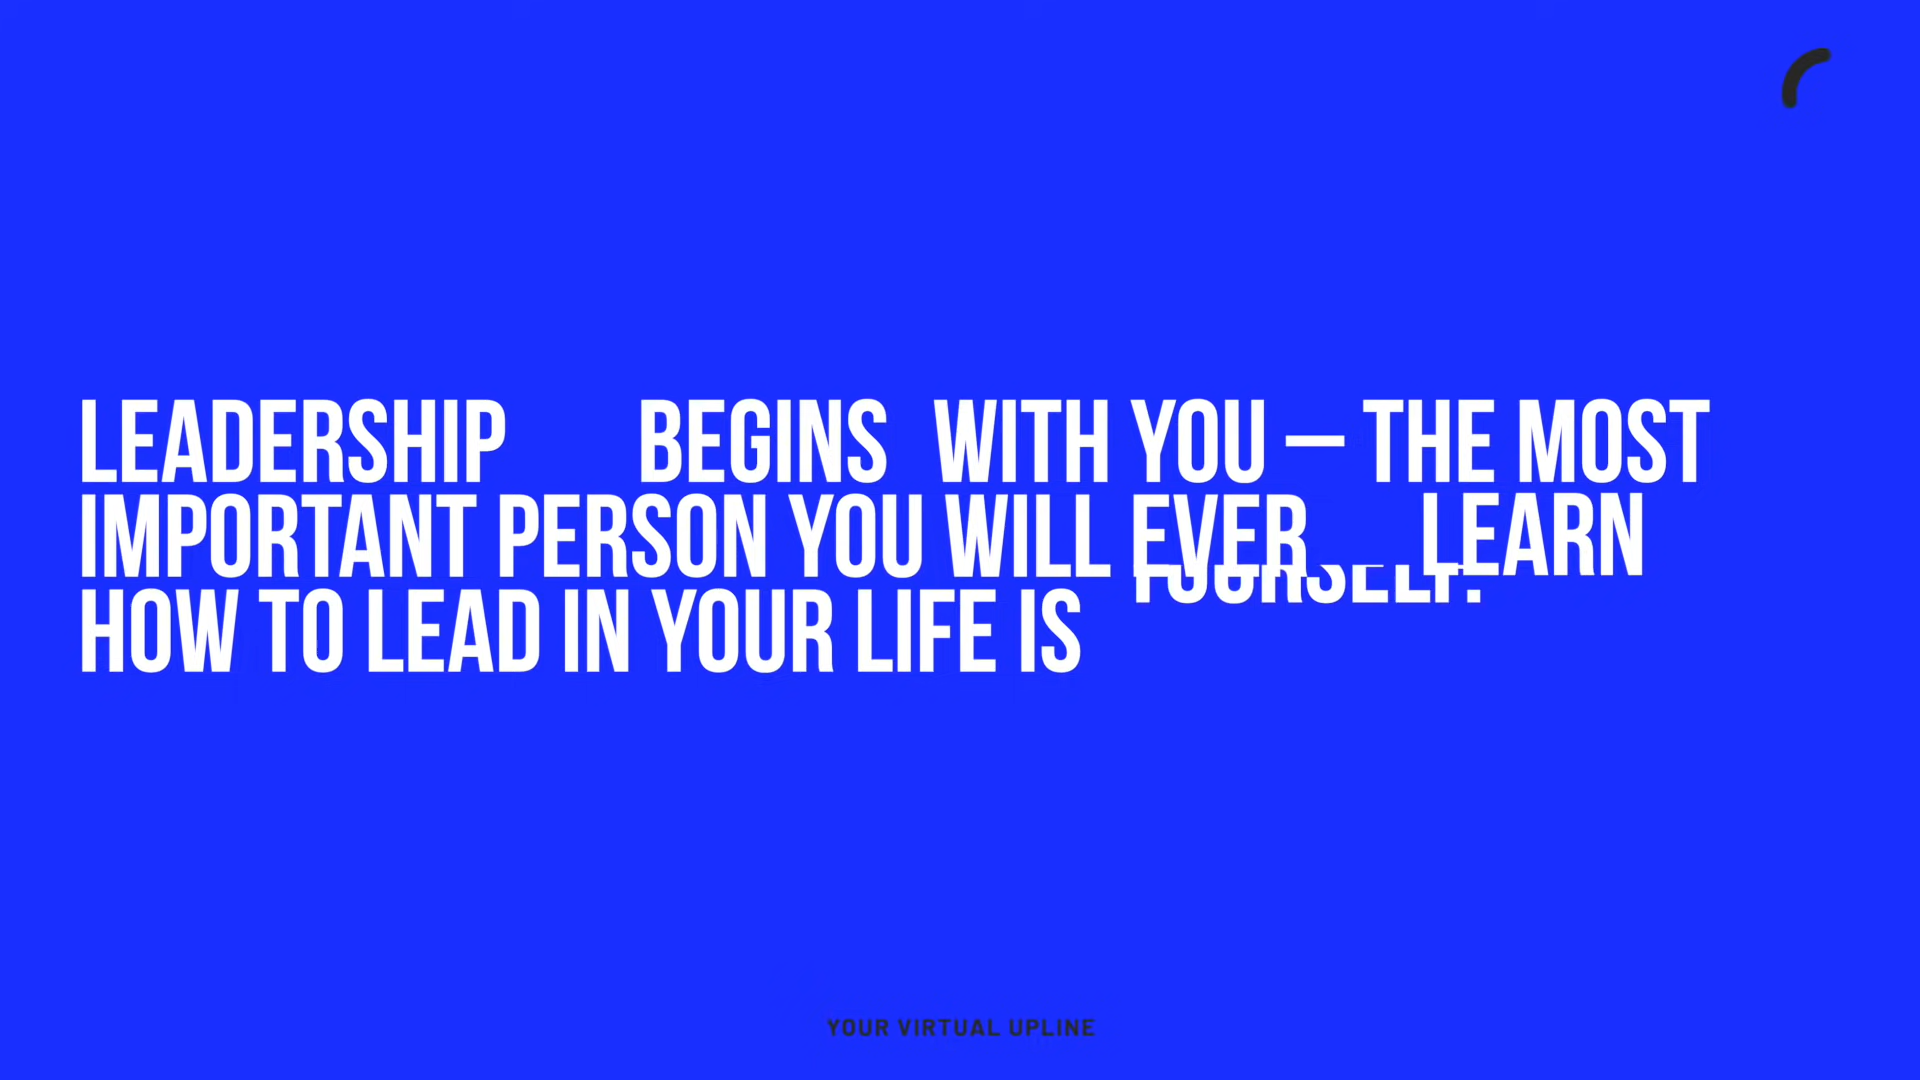 LEADERSHIP BEGINS WITH YOU — THE MOST
IMPORTANT PERSON YOU WILL EVER LEARN
HOW TO LEAD IN YOUR LIFE IS YOURSELF.
YOUR VIRTUAL UPLINE